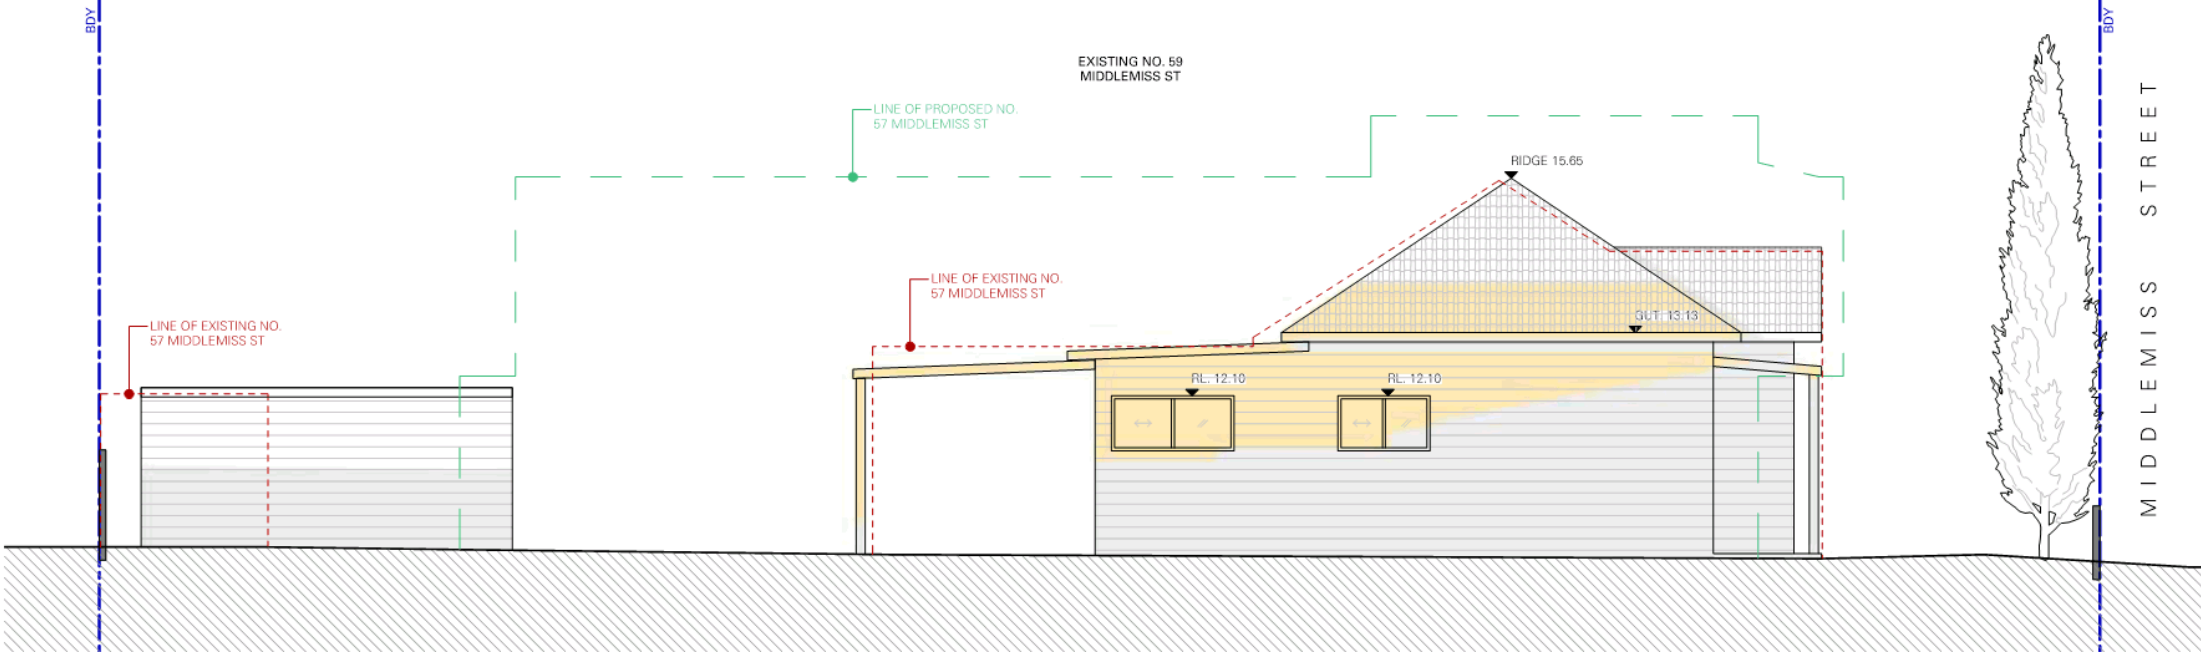 BDY
BDY
EXISTING NO. 59
MIDDLEMISS ST
LINE OF PROPOSED NO.
57 MIDDLEMISS ST
RIDGE 15.65
LINE OF EXISTING NO.
57 MIDDLEMISS ST
LINE OF EXISTING NO.
57 MIDDLEMISS ST
GUT. 13.13
RL. 12.10
RL. 12.10
MIDDLEMISS STREET